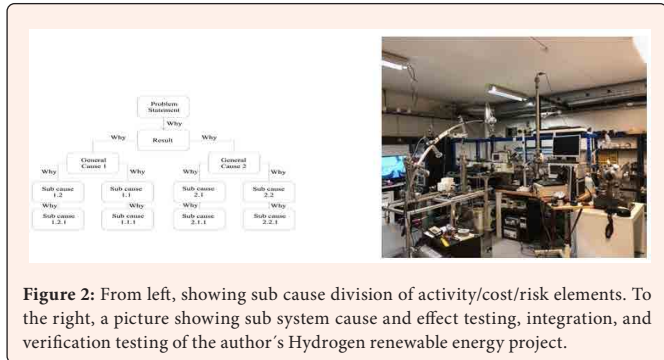 Problem
Statement
Why
Why Result Why
General
Cause 1
General
Cause 2
Why Why Why Why
Sub cause
1.2
Sub cause
1.1
Sub cause
2.1
Sub cause
2.2
Why Why Why Why
Sub cause
1.2.1
Sub cause
1.1.1
Sub cause
2.1.1
Sub cause
2.2.1
Figure 2: From left, showing sub cause division of activity/cost/risk elements. To
the right, a picture showing sub system cause and effect testing, integration, and
verification testing of the author´s Hydrogen renewable energy project.